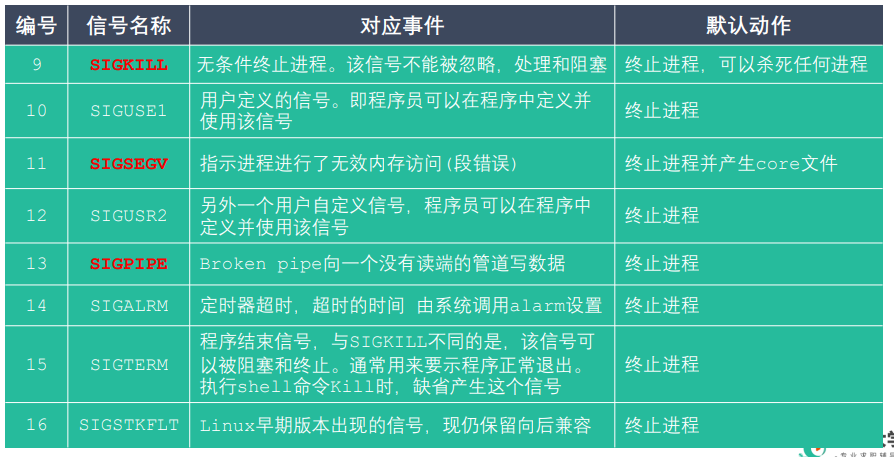 编号 信号名称 对应事件 默认动作
9 SIGKILL 无条件终止进程。该信号不能被忽略，处理和阻塞 终止进程，可以杀死任何进程
10 SIGUSE1 用户定义的信号。即程序员可以在程序中定义并
使用该信号 终止进程
11 SIGSEGV 指示进程进行了无效内存访问(段错误) 终止进程并产生core文件
12 SIGUSR2 另外一个用户自定义信号，程序员可以在程序中
定义并使用该信号 终止进程
13 SIGPIPE Broken pipe向一个没有读端的管道写数据 终止进程
14 SIGALRM 定时器超时，超时的时间 由系统调用alarm设置 终止进程
15 SIGTERM 程序结束信号，与SIGKILL不同的是，该信号可
以被阻塞和终止。通常用来要示程序正常退出。
执行shell命令Kill时，缺省产生这个信号 终止进程
16 SIGSTKFLT Linux早期版本出现的信号，现仍保留向后兼容 终止进程